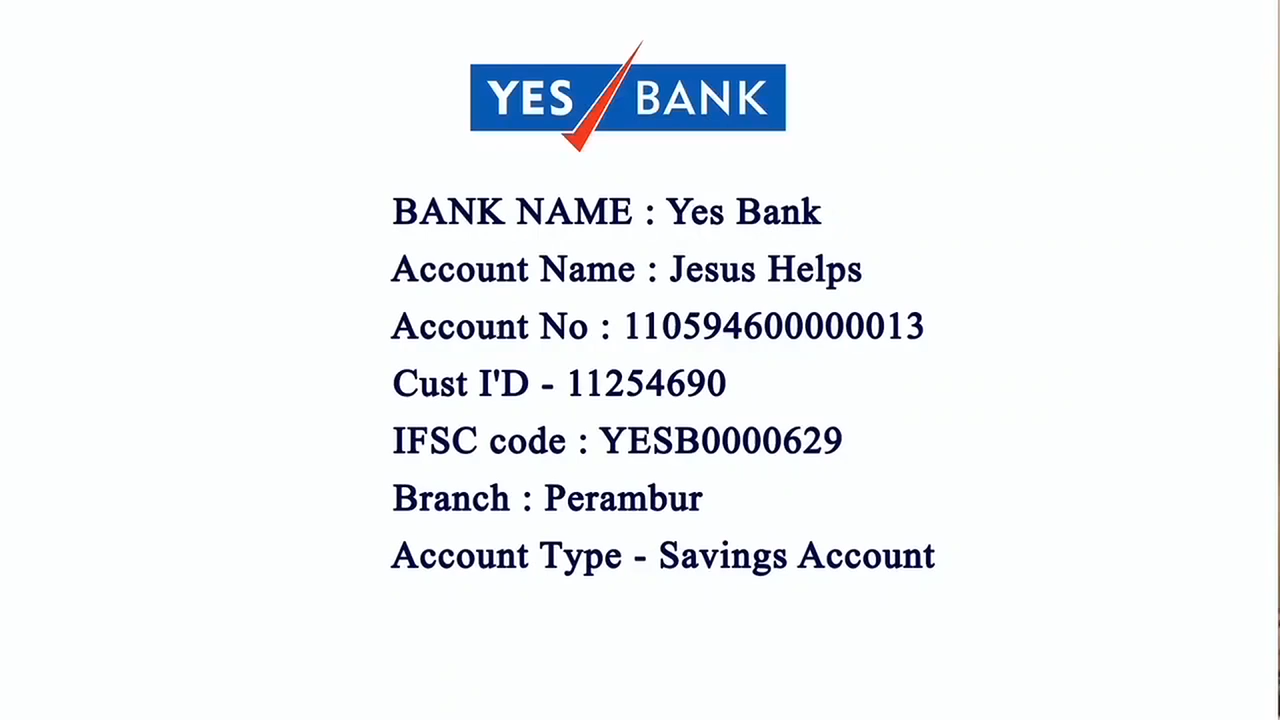 YES BANK
BANK NAME : Yes Bank
Account Name : Jesus Helps
Account No : 110594600000013
Cust I'D - 11254690
IFSC code : YESB0000629
Branch : Perambur
Account Type - Savings Account